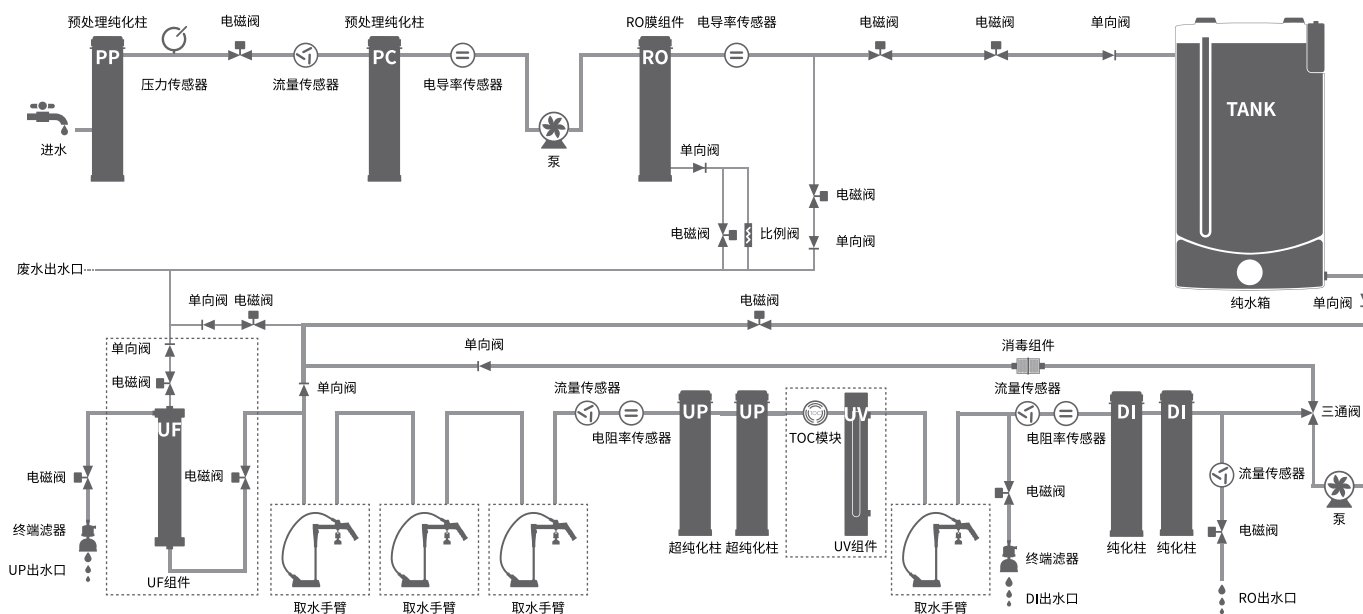 预处理纯化柱
电磁阀
预处理纯化柱
RO膜组件
电导率传感器
电磁阀
电磁阀
单向阀
PP
PC
RO
压力传感器
流量传感器
电导率传感器
TANK
进水
泵
单向阀
电磁阀
电磁阀
比例阀
单向阀
废水出水口
纯水箱
单向阀
单向阀
电磁阀
电磁阀
单向阀
单向阀
消毒组件
电磁阀
单向阀
流量传感器
流量传感器
UF
UP
UP
UV
DI
DI
三通阀
电阻率传感器
TOC模块
电阻率传感器
电磁阀
电磁阀
流量传感器
电磁阀
泵
终端滤器
电磁阀
超纯化柱
超纯化柱
UV组件
纯化柱
纯化柱
终端滤器
UP出水口
UF组件
DI出水口
RO出水口
取水手臂
取水手臂
取水手臂
取水手臂